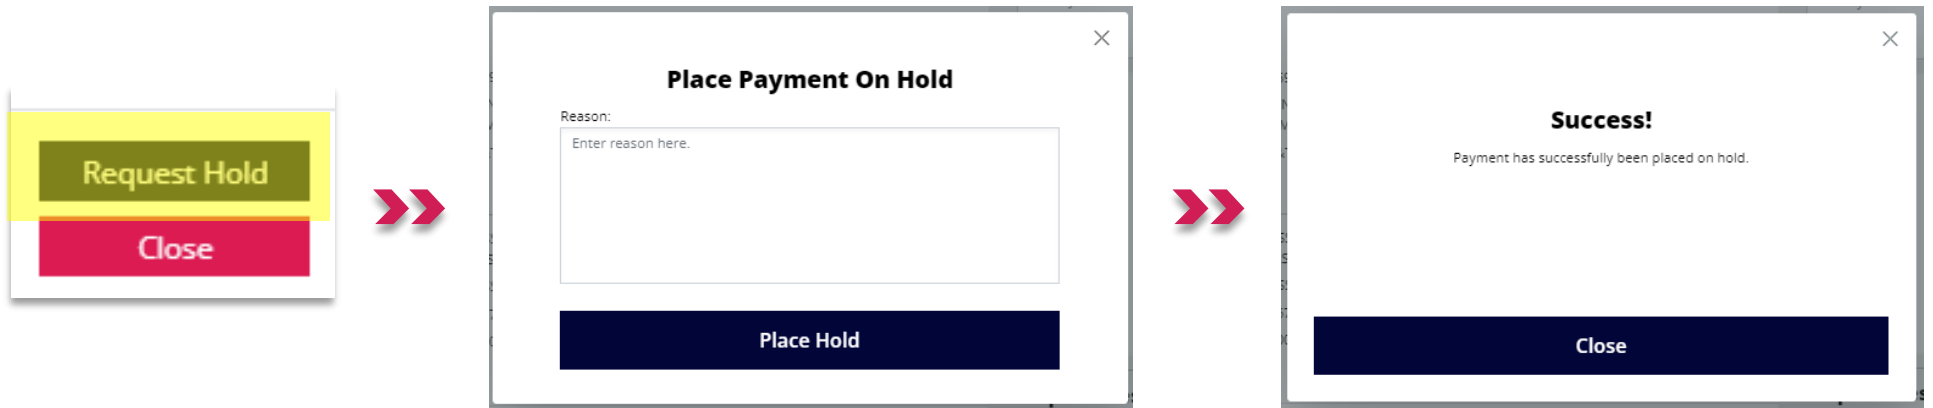 Request Hold
Close
Place Payment On Hold
Reason:
Enter reason here.
Place Hold
Success!
Payment has successfully been placed on hold.
Close